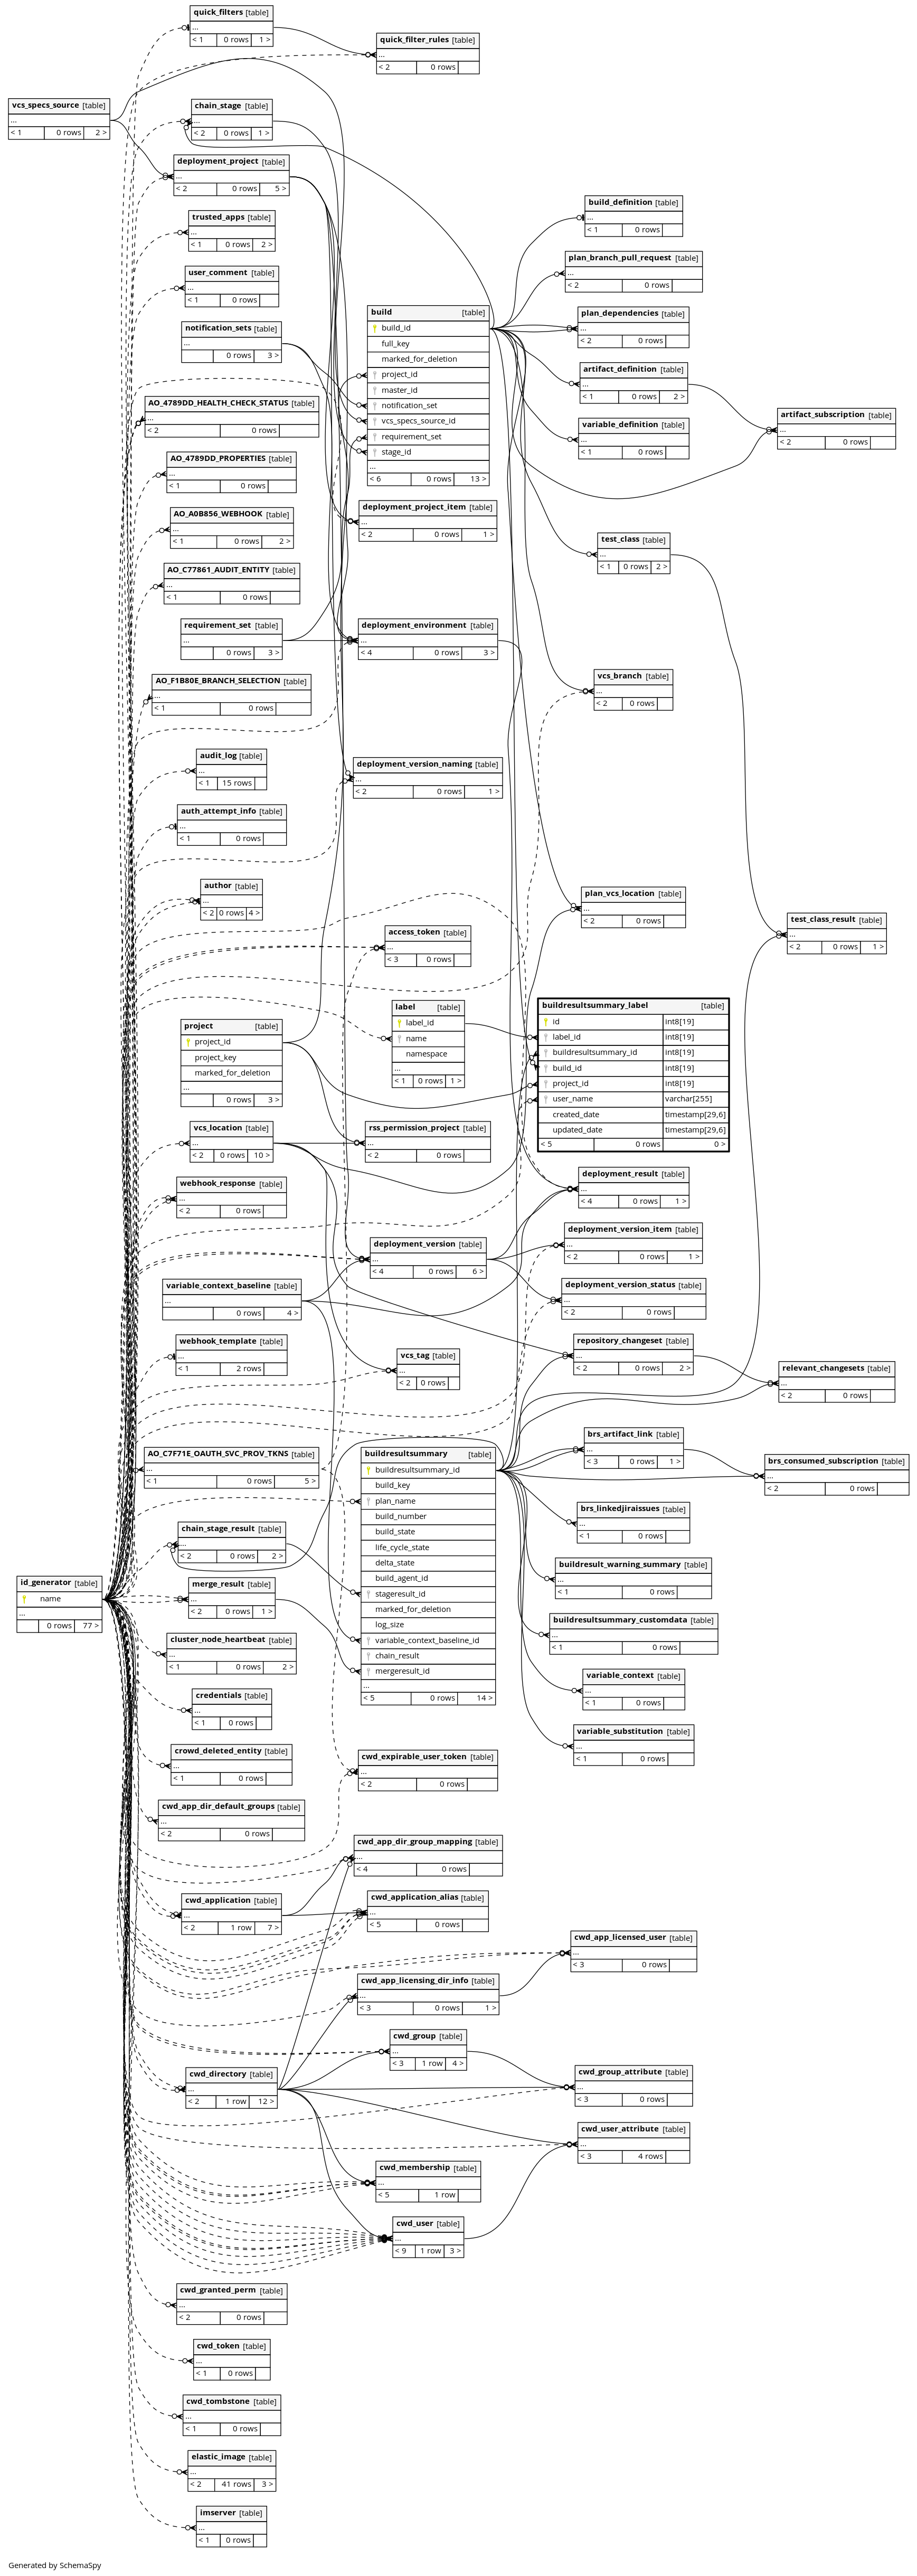 quick_filters [table]
...
< 1 0 rows 1 >
quick_filter_rules [table]
...
< 2 0 rows
vcs_specs_source [table]
...
< 1 0 rows 2 >
chain_stage [table]
...
< 2 0 rows 1 >
deployment_project [table]
...
< 2 0 rows 5 >
trusted_apps [table]
...
< 1 0 rows 2 >
user_comment [table]
...
< 1 0 rows
notification_sets [table]
...
0 rows 3 >
AO_4789DD_HEALTH_CHECK_STATUS [table]
...
< 2 0 rows
AO_4789DD_PROPERTIES [table]
...
< 1 0 rows
AO_A0B856_WEBHOOK [table]
...
< 1 0 rows 2 >
AO_C77861_AUDIT_ENTITY [table]
...
< 1 0 rows
requirement_set [table]
...
0 rows 3 >
AO_F1B80E_BRANCH_SELECTION [table]
...
< 1 0 rows
audit_log [table]
...
< 1 15 rows
auth_attempt_info [table]
...
< 1 0 rows
author [table]
...
< 2 0 rows 4 >
project [table]
project_id
project_key
marked_for_deletion
...
0 rows 3 >
vcs_location [table]
...
< 2 0 rows 10 >
webhook_response [table]
...
< 2 0 rows
variable_context_baseline [table]
...
0 rows 4 >
webhook_template [table]
...
< 1 2 rows
AO_C7F71E_OAUTH_SVC_PROV_TKNS [table]
...
< 1 0 rows 5 >
chain_stage_result [table]
...
< 2 0 rows 2 >
id_generator [table]
name
...
0 rows 77 >
merge_result [table]
...
< 2 0 rows 1 >
cluster_node_heartbeat [table]
...
< 1 0 rows 2 >
credentials [table]
...
< 1 0 rows
crowd_deleted_entity [table]
...
< 1 0 rows
cwd_app_dir_default_groups [table]
...
< 2 0 rows
cwd_application [table]
...
< 2 1 row 7 >
cwd_directory [table]
...
< 2 1 row 12 >
cwd_granted_perm [table]
...
< 2 0 rows
cwd_token [table]
...
< 1 0 rows
cwd_tombstone [table]
...
< 1 0 rows
elastic_image [table]
...
< 2 41 rows 3 >
imserver [table]
...
< 1 0 rows
build [table]
build_id
full_key
marked_for_deletion
project_id
master_id
notification_set
vcs_specs_source_id
requirement_set
stage_id
...
< 6 0 rows 13 >
deployment_project_item [table]
...
< 2 0 rows 1 >
deployment_environment [table]
...
< 4 0 rows 3 >
deployment_version_naming [table]
...
< 2 0 rows 1 >
access_token [table]
...
< 3 0 rows
label [table]
label_id
name
namespace
...
< 1 0 rows 1 >
rss_permission_project [table]
...
< 2 0 rows
deployment_version [table]
...
< 4 0 rows 6 >
vcs_tag [table]
...
< 2 0 rows
buildresultsummary [table]
buildresultsummary_id
build_key
plan_name
build_number
build_state
life_cycle_state
delta_state
build_agent_id
stageresult_id
marked_for_deletion
log_size
variable_context_baseline_id
chain_result
mergeresult_id
...
< 5 0 rows 14 >
cwd_expirable_user_token [table]
...
< 2 0 rows
cwd_app_dir_group_mapping [table]
...
< 4 0 rows
cwd_application_alias [table]
...
< 5 0 rows
cwd_app_licensing_dir_info [table]
...
< 3 0 rows 1 >
cwd_group [table]
...
< 3 1 row 4 >
cwd_membership [table]
...
< 5 1 row
cwd_user [table]
...
< 9 1 row 3 >
build_definition [table]
...
< 1 0 rows
plan_branch_pull_request [table]
...
< 2 0 rows
plan_dependencies [table]
...
< 2 0 rows
artifact_definition [table]
...
< 1 0 rows 2 >
variable_definition [table]
...
< 1 0 rows
artifact_subscription [table]
...
< 2 0 rows
test_class [table]
...
< 1 0 rows 2 >
vcs_branch [table]
...
< 2 0 rows
plan_vcs_location [table]
...
< 2 0 rows
test_class_result [table]
...
< 2 0 rows 1 >
buildresultsummary_label [table]
id int8[19]
label_id int8[19]
buildresultsummary_id int8[19]
build_id int8[19]
project_id int8[19]
user_name varchar[255]
created_date timestamp[29,6]
updated_date timestamp[29,6]
< 5 0 rows 0 >
deployment_result [table]
...
< 4 0 rows 1 >
deployment_version_item [table]
...
< 2 0 rows 1 >
deployment_version_status [table]
...
< 2 0 rows
repository_changeset [table]
...
< 2 0 rows 2 >
relevant_changesets [table]
...
< 2 0 rows
brs_artifact_link [table]
...
< 3 0 rows 1 >
brs_consumed_subscription [table]
...
< 2 0 rows
brs_linkedjiraissues [table]
...
< 1 0 rows
buildresult_warning_summary [table]
...
< 1 0 rows
buildresultsummary_customdata [table]
...
< 1 0 rows
variable_context [table]
...
< 1 0 rows
variable_substitution [table]
...
< 1 0 rows
cwd_app_licensed_user [table]
...
< 3 0 rows
cwd_group_attribute [table]
...
< 3 0 rows
cwd_user_attribute [table]
...
< 3 4 rows
Generated by SchemaSpy